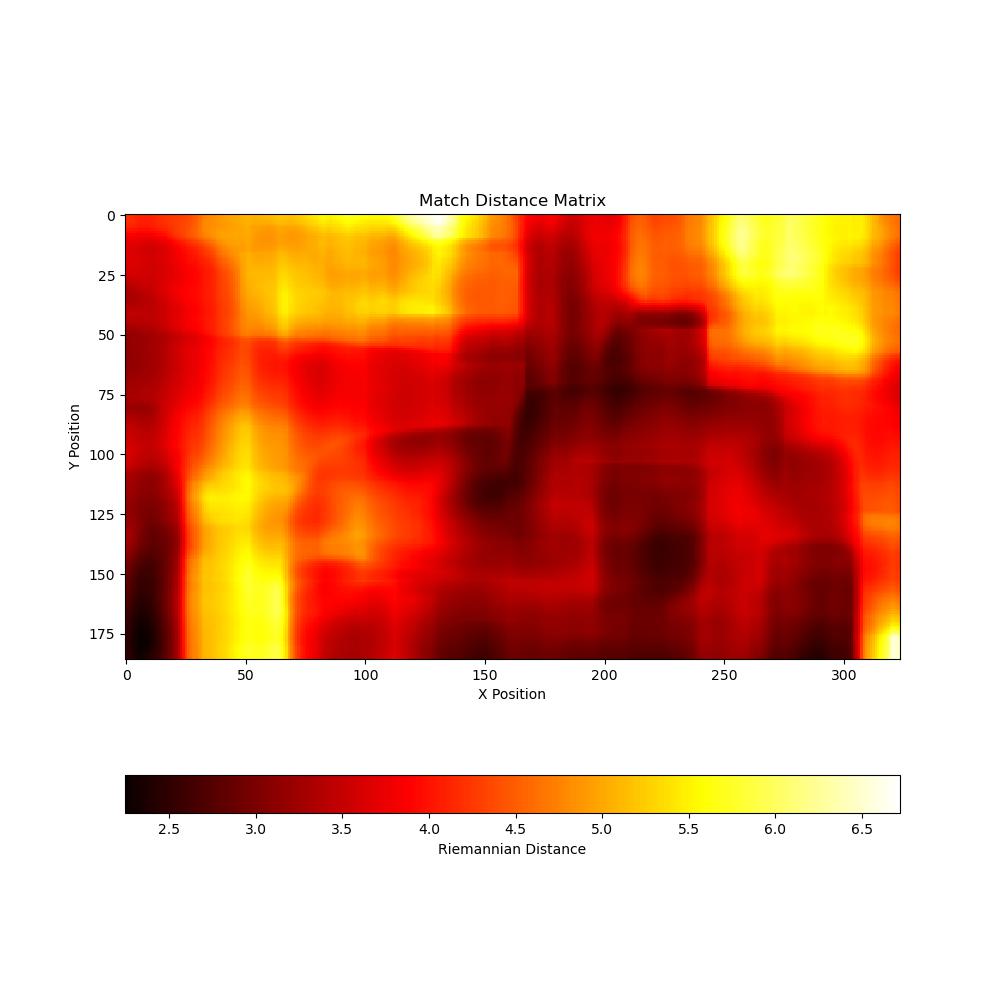 Match Distance Matrix
0
25
50
75
100
125
150
175
Y Position
0 50 100 150 200 250 300
X Position
2.5 3.0 3.5 4.0 4.5 5.0 5.5 6.0 6.5
Riemannian Distance